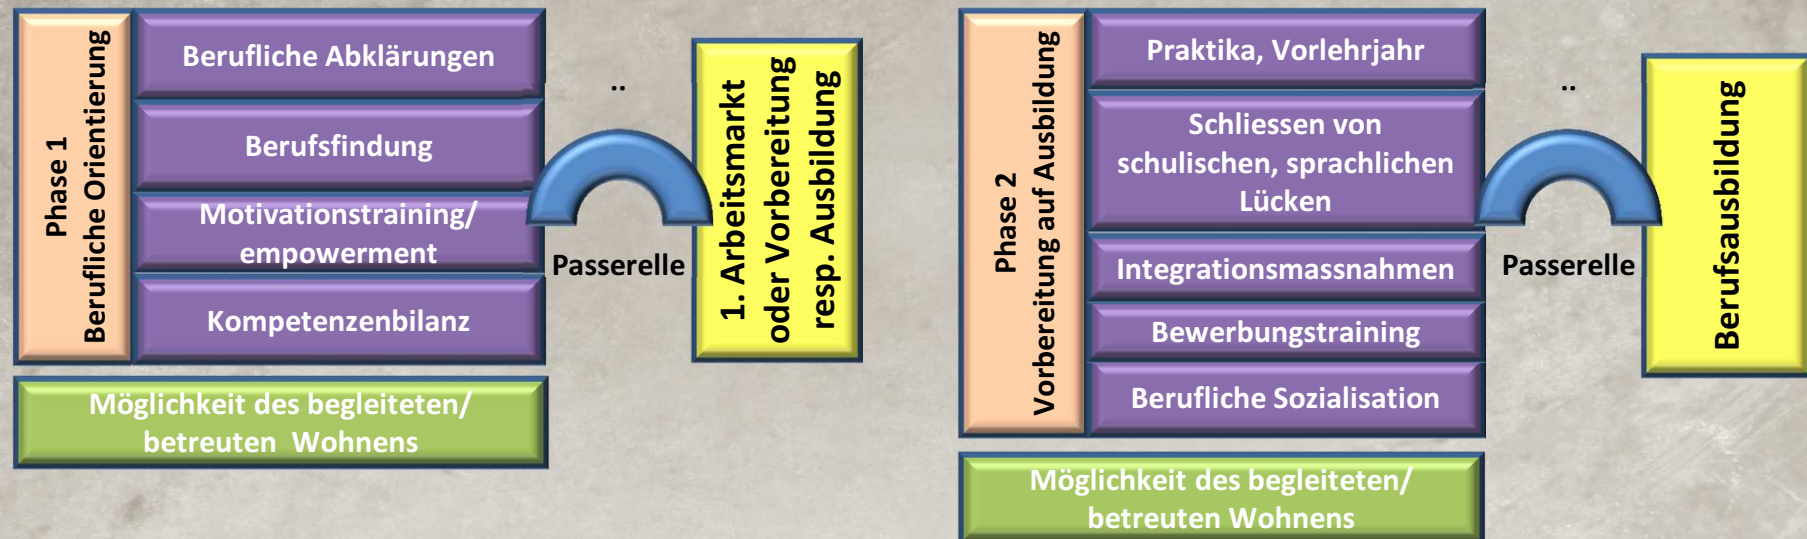 Phase 1
Berufliche Orientierung
Berufliche Abklärungen
Berufsfindung
Motivationstraining/
empowerment
Kompetenzenbilanz
Möglichkeit des begleiteten/
betreuten Wohnens
..
Passerelle
1. Arbeitsmarkt
oder Vorbereitung
resp. Ausbildung
Phase 2
Vorbereitung auf Ausbildung
Praktika, Vorlehrjahr
Schliessen von
schulischen, sprachlichen
Lücken
Integrationsmassnahmen
Bewerbungstraining
Berufliche Sozialisation
Möglichkeit des begleiteten/
betreuten Wohnens
..
Passerelle
Berufsausbildung